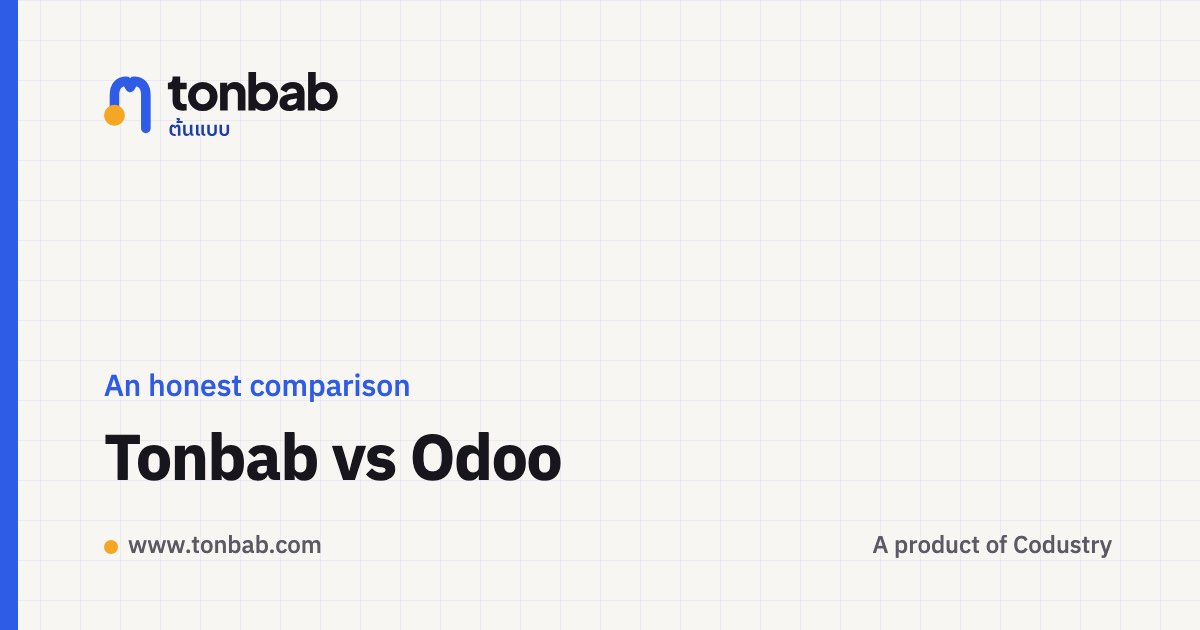 tonbab
ต้นแบบ
An honest comparison
Tonbab vs Odoo
www.tonbab.com
A product of Codustry